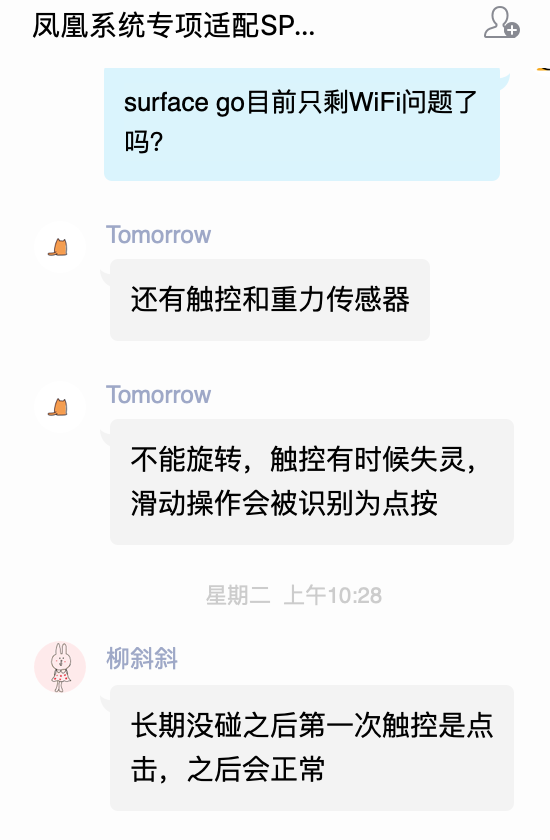 凤凰系统专项适配SP...
surface go目前只剩WiFi问题了
吗?
Tomorrow
还有触控和重力传感器
Tomorrow
不能旋转，触控有时候失灵，
滑动操作会被识别为点按
星期二 上午10:28
柳斜斜
长期没碰之后第一次触控是点
击，之后会正常